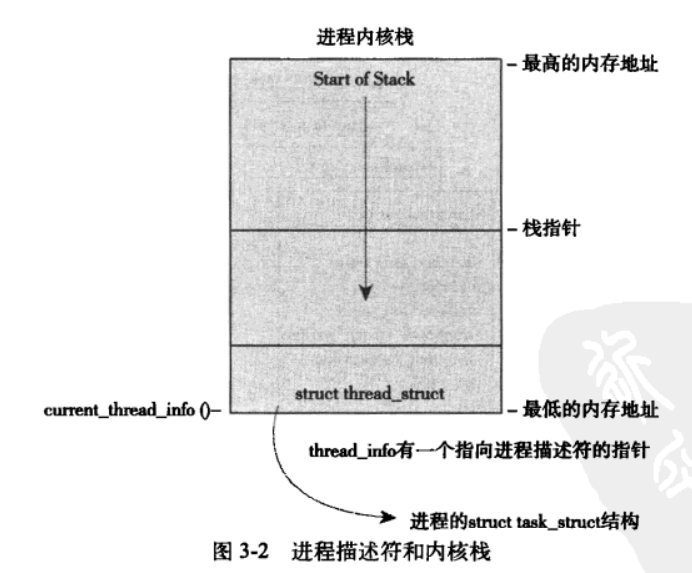 进程内核栈
Start of Stack
最高的内存地址
栈指针
struct thread_struct
current_thread_info ()
最低的内存地址
thread_info有一个指向进程描述符的指针
进程的struct task_struct结构
图 3-2 进程描述符和内核栈